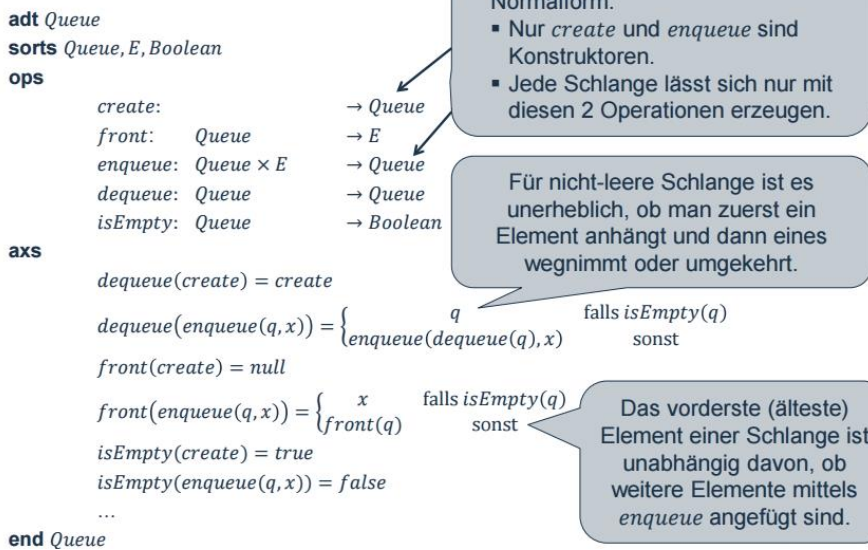 Normalform.
▪ Nur create und enqueue sind
Konstruktoren.
▪ Jede Schlange lässt sich nur mit
diesen 2 Operationen erzeugen.
adt Queue
sorts Queue, E, Boolean
ops
create: → Queue
front: Queue → E
enqueue: Queue × E → Queue
dequeue: Queue → Queue
isEmpty: Queue → Boolean
Für nicht-leere Schlange ist es
unerheblich, ob man zuerst ein
Element anhängt und dann eines
wegnimmt oder umgekehrt.
axs
dequeue(create) = create
dequeue(enqueue(q, x)) = { q falls isEmpty(q)
enqueue(dequeue(q), x) sonst
front(create) = null
front(enqueue(q, x)) = { x falls isEmpty(q)
front(q) sonst
isEmpty(create) = true
isEmpty(enqueue(q, x)) = false
...
end Queue
Das vorderste (älteste)
Element einer Schlange ist
unabhängig davon, ob
weitere Elemente mittels
enqueue angefügt sind.